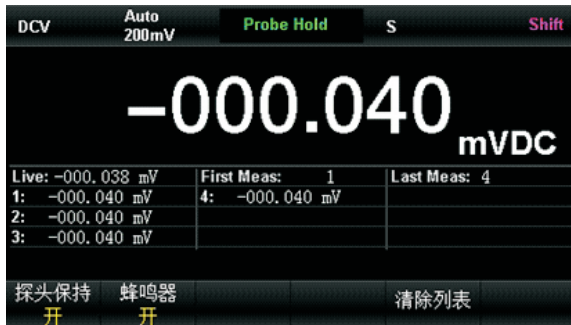 DCV Auto Probe Hold S Shift
200mV
-000.040 mVDC
Live: -000.038 mV First Meas: 1 Last Meas: 4
1: -000.040 mV 4: -000.040 mV
2: -000.040 mV
3: -000.040 mV
探头保持 蜂鸣器 清除列表
开 开